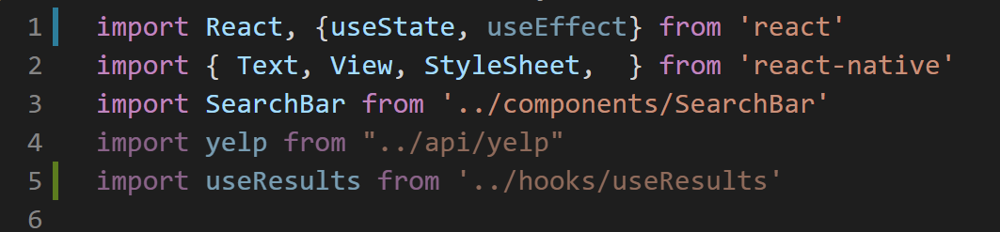 1 import React, {useState, useEffect} from 'react'
2 import { Text, View, StyleSheet,  } from 'react-native'
3 import SearchBar from '../components/SearchBar'
4 import yelp from "../api/yelp"
5 import useResults from '../hooks/useResults'
6